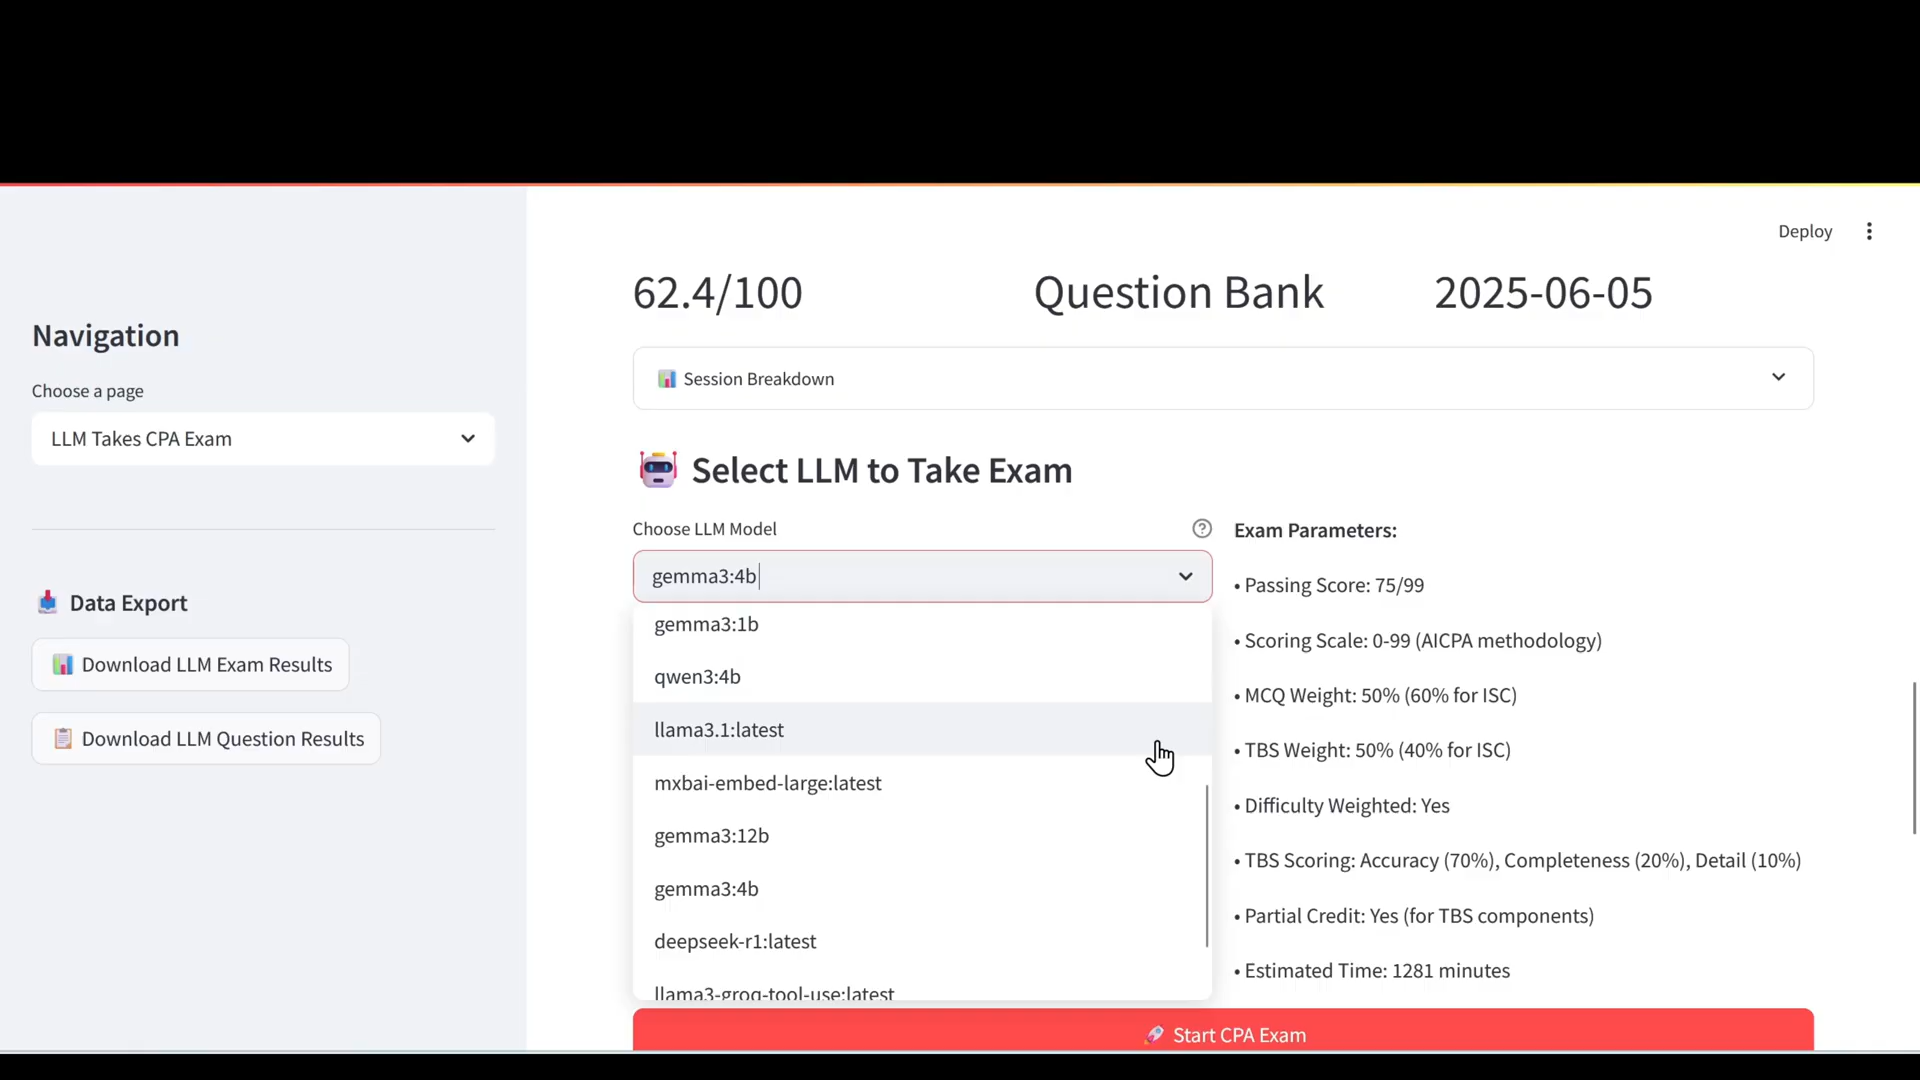 Deploy
62.4/100
Question Bank
2025-06-05
Navigation
Choose a page
LLM Takes CPA Exam
Data Export
Download LLM Exam Results
Download LLM Question Results
Session Breakdown
Select LLM to Take Exam
Choose LLM Model
gemma3:4b
gemma3:1b
qwen3:4b
llama3.1:latest
mxbai-embed-large:latest
gemma3:12b
gemma3:4b
deepseek-r1:latest
llama3-groq-tool-use:latest
Exam Parameters:
• Passing Score: 75/99
• Scoring Scale: 0-99 (AICPA methodology)
• MCQ Weight: 50% (60% for ISC)
• TBS Weight: 50% (40% for ISC)
• Difficulty Weighted: Yes
• TBS Scoring: Accuracy (70%), Completeness (20%), Detail (10%)
• Partial Credit: Yes (for TBS components)
• Estimated Time: 1281 minutes
Start CPA Exam